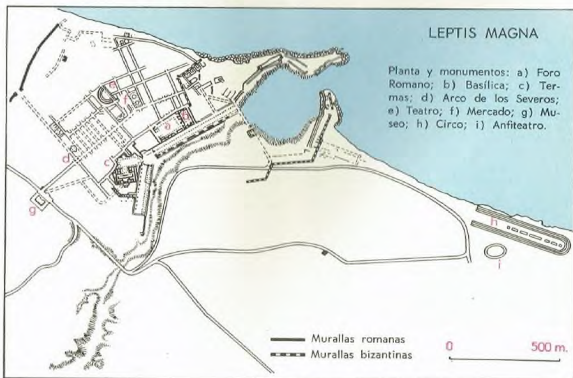 LEPTIS MAGNA
Planta y monumentos: a) Foro
Romano; b) Basílica; c) Ter-
mas; d) Arco de los Severos;
e) Teatro; f) Mercado; g) Mu-
seo; h) Circo; i) Anfiteatro.
e
f
b
a
d
c
g
h
i
Murallas romanas
Murallas bizantinas
0 500 m.